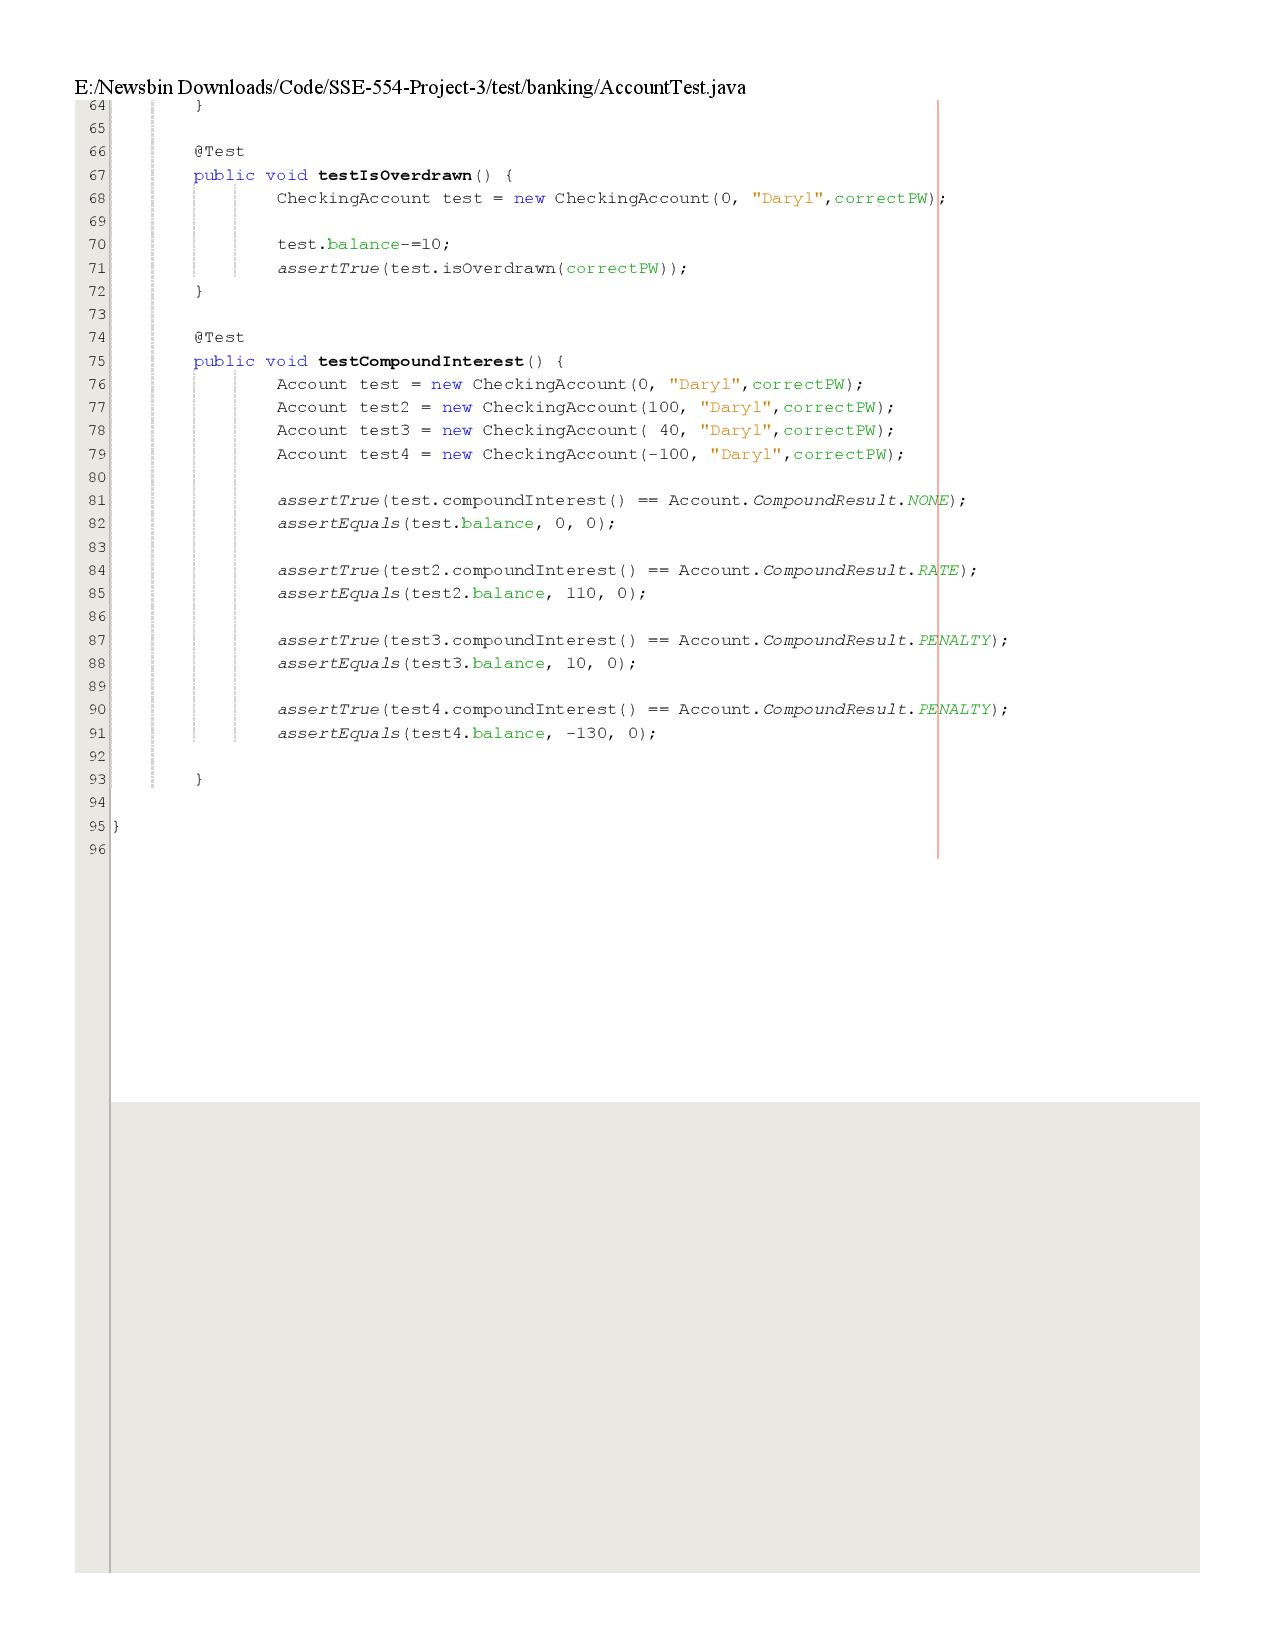 E:/Newsbin Downloads/Code/SSE-554-Project-3/test/banking/AccountTest.java
64 }
65
66 @Test
67 public void testIsOverdrawn() {
68 CheckingAccount test = new CheckingAccount(0, "Daryl",correctPW);
69
70 test.balance-=10;
71 assertTrue(test.isOverdrawn(correctPW));
72 }
73
74 @Test
75 public void testCompoundInterest() {
76 Account test = new CheckingAccount(0, "Daryl",correctPW);
77 Account test2 = new CheckingAccount(100, "Daryl",correctPW);
78 Account test3 = new CheckingAccount( 40, "Daryl",correctPW);
79 Account test4 = new CheckingAccount(-100, "Daryl",correctPW);
80
81 assertTrue(test.compoundInterest() == Account.CompoundResult.NONE);
82 assertEquals(test.balance, 0, 0);
83
84 assertTrue(test2.compoundInterest() == Account.CompoundResult.RATE);
85 assertEquals(test2.balance, 110, 0);
86
87 assertTrue(test3.compoundInterest() == Account.CompoundResult.PENALTY);
88 assertEquals(test3.balance, 10, 0);
89
90 assertTrue(test4.compoundInterest() == Account.CompoundResult.PENALTY);
91 assertEquals(test4.balance, -130, 0);
92
93 }
94
95 }
96